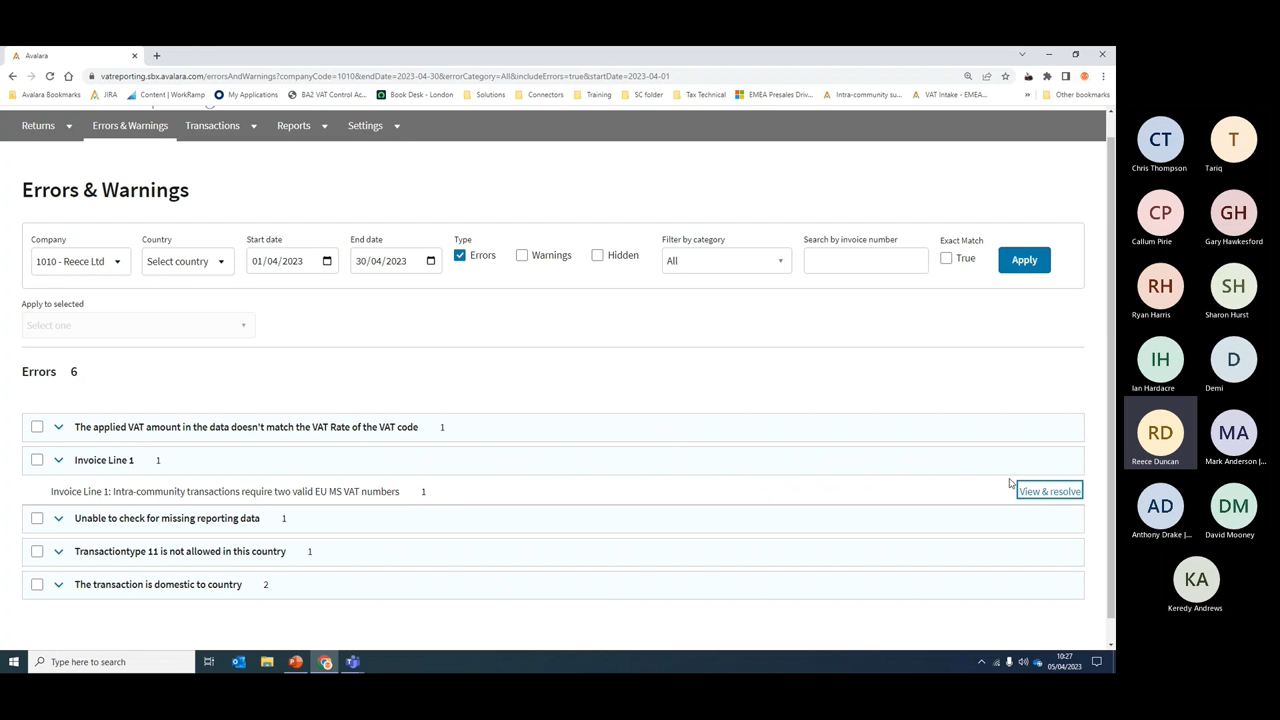 Avalara
vatreporting.sbx.avalara.com/errorsAndWarnings?companyCode=1010&endDate=2023-04-30&errorCategory=All&includeErrors=true&startDate=2023-04-01
Avalara Bookmarks JIRA Content | WorkRamp My Applications BA2 VAT Control Ac... Book Desk - London Solutions Connectors Training SC folder Tax Technical EMEA Presales Driv... Intra-community su... VAT Intake - EMEA... » Other bookmarks
Returns Errors & Warnings Transactions Reports Settings
Errors & Warnings
Company Country Start date End date Type Filter by category Search by invoice number Exact Match
1010 - Reece Ltd Select country 01/04/2023 30/04/2023 Errors Warnings Hidden All True Apply
Apply to selected
Select one
Errors 6
The applied VAT amount in the data doesn't match the VAT Rate of the VAT code 1
Invoice Line 1 1
Invoice Line 1: Intra-community transactions require two valid EU MS VAT numbers 1 View & resolve
Unable to check for missing reporting data 1
Transactiontype 11 is not allowed in this country 1
The transaction is domestic to country 2
Type here to search
10:27
05/04/2023
CT T
Chris Thompson Tariq
CP GH
Callum Pirie Gary Hawkesford
RH SH
Ryan Harris Sharon Hurst
IH D
Ian Hardacre Demi
RD MA
Reece Duncan Mark Anderson |...
AD DM
Anthony Drake |... David Mooney
KA
Keredy Andrews